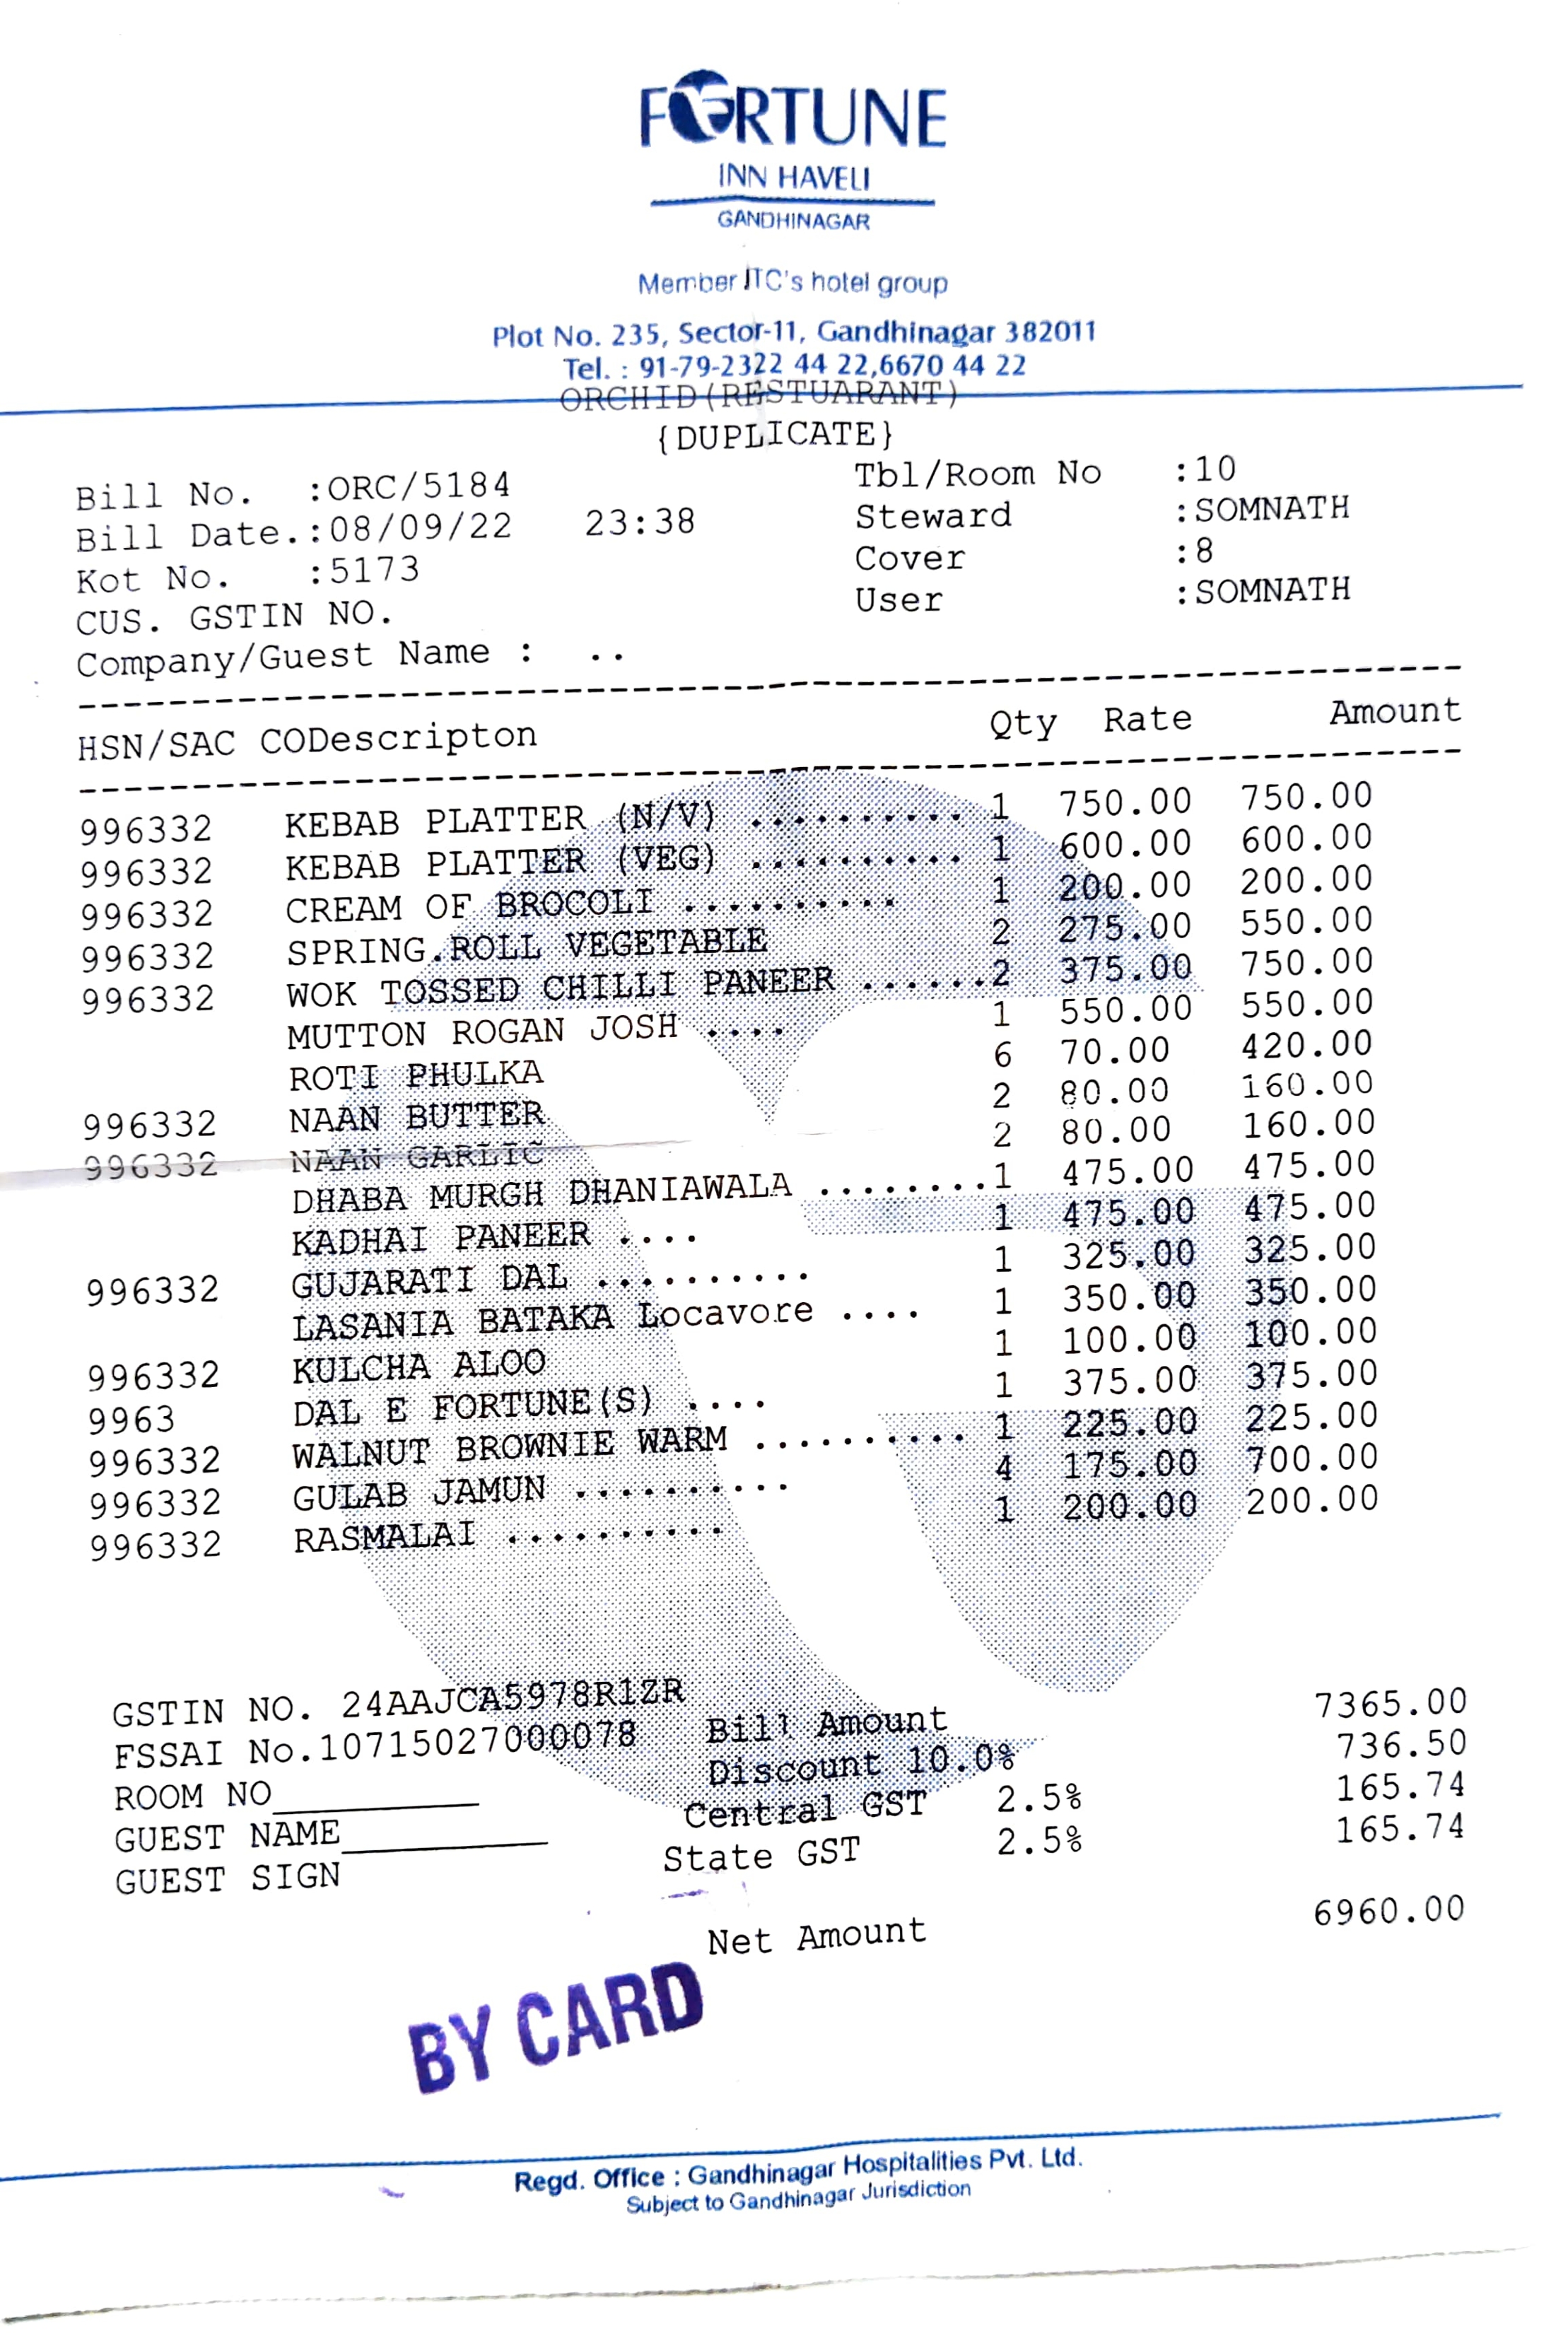 FORTUNE
INN HAVELI
GANDHINAGAR
Member ITC's hotel group
Plot No. 235, Sector-11, Gandhinagar 382011
Tel. : 91-79-2322 44 22,6670 44 22
ORCHID(RESTUARANT)
{DUPLICATE}
Bill No. :ORC/5184 Tbl/Room No :10
Bill Date.:08/09/22 23:38 Steward :SOMNATH
Kot No. :5173 Cover :8
CUS. GSTIN NO. User :SOMNATH
Company/Guest Name : ..
HSN/SAC CODescripton Qty Rate Amount
996332 KEBAB PLATTER (N/V) .......... 1 750.00 750.00
996332 KEBAB PLATTER (VEG) .......... 1 600.00 600.00
996332 CREAM OF BROCOLI .......... 1 200.00 200.00
996332 SPRING.ROLL VEGETABLE 2 275.00 550.00
996332 WOK TOSSED CHILLI PANEER ......2 375.00 750.00
MUTTON ROGAN JOSH .... 1 550.00 550.00
ROTI PHULKA 6 70.00 420.00
996332 NAAN BUTTER 2 80.00 160.00
996332 NAAN GARLIC 2 80.00 160.00
DHABA MURGH DHANIAWALA ........1 475.00 475.00
KADHAI PANEER .... 1 475.00 475.00
996332 GUJARATI DAL .......... 1 325.00 325.00
LASANIA BATAKA Locavore .... 1 350.00 350.00
996332 KULCHA ALOO 1 100.00 100.00
9963 DAL E FORTUNE(S) .... 1 375.00 375.00
996332 WALNUT BROWNIE WARM .......... 1 225.00 225.00
996332 GULAB JAMUN .......... 4 175.00 700.00
996332 RASMALAI .......... 1 200.00 200.00
GSTIN NO. 24AAJCA5978R1ZR
FSSAI No.10715027000078 Bill Amount 7365.00
ROOM NO_________ Discount 10.0% 736.50
GUEST NAME_________ Central GST 2.5% 165.74
GUEST SIGN State GST 2.5% 165.74
Net Amount 6960.00
BY CARD
Regd. Office : Gandhinagar Hospitalities Pvt. Ltd.
Subject to Gandhinagar Jurisdiction